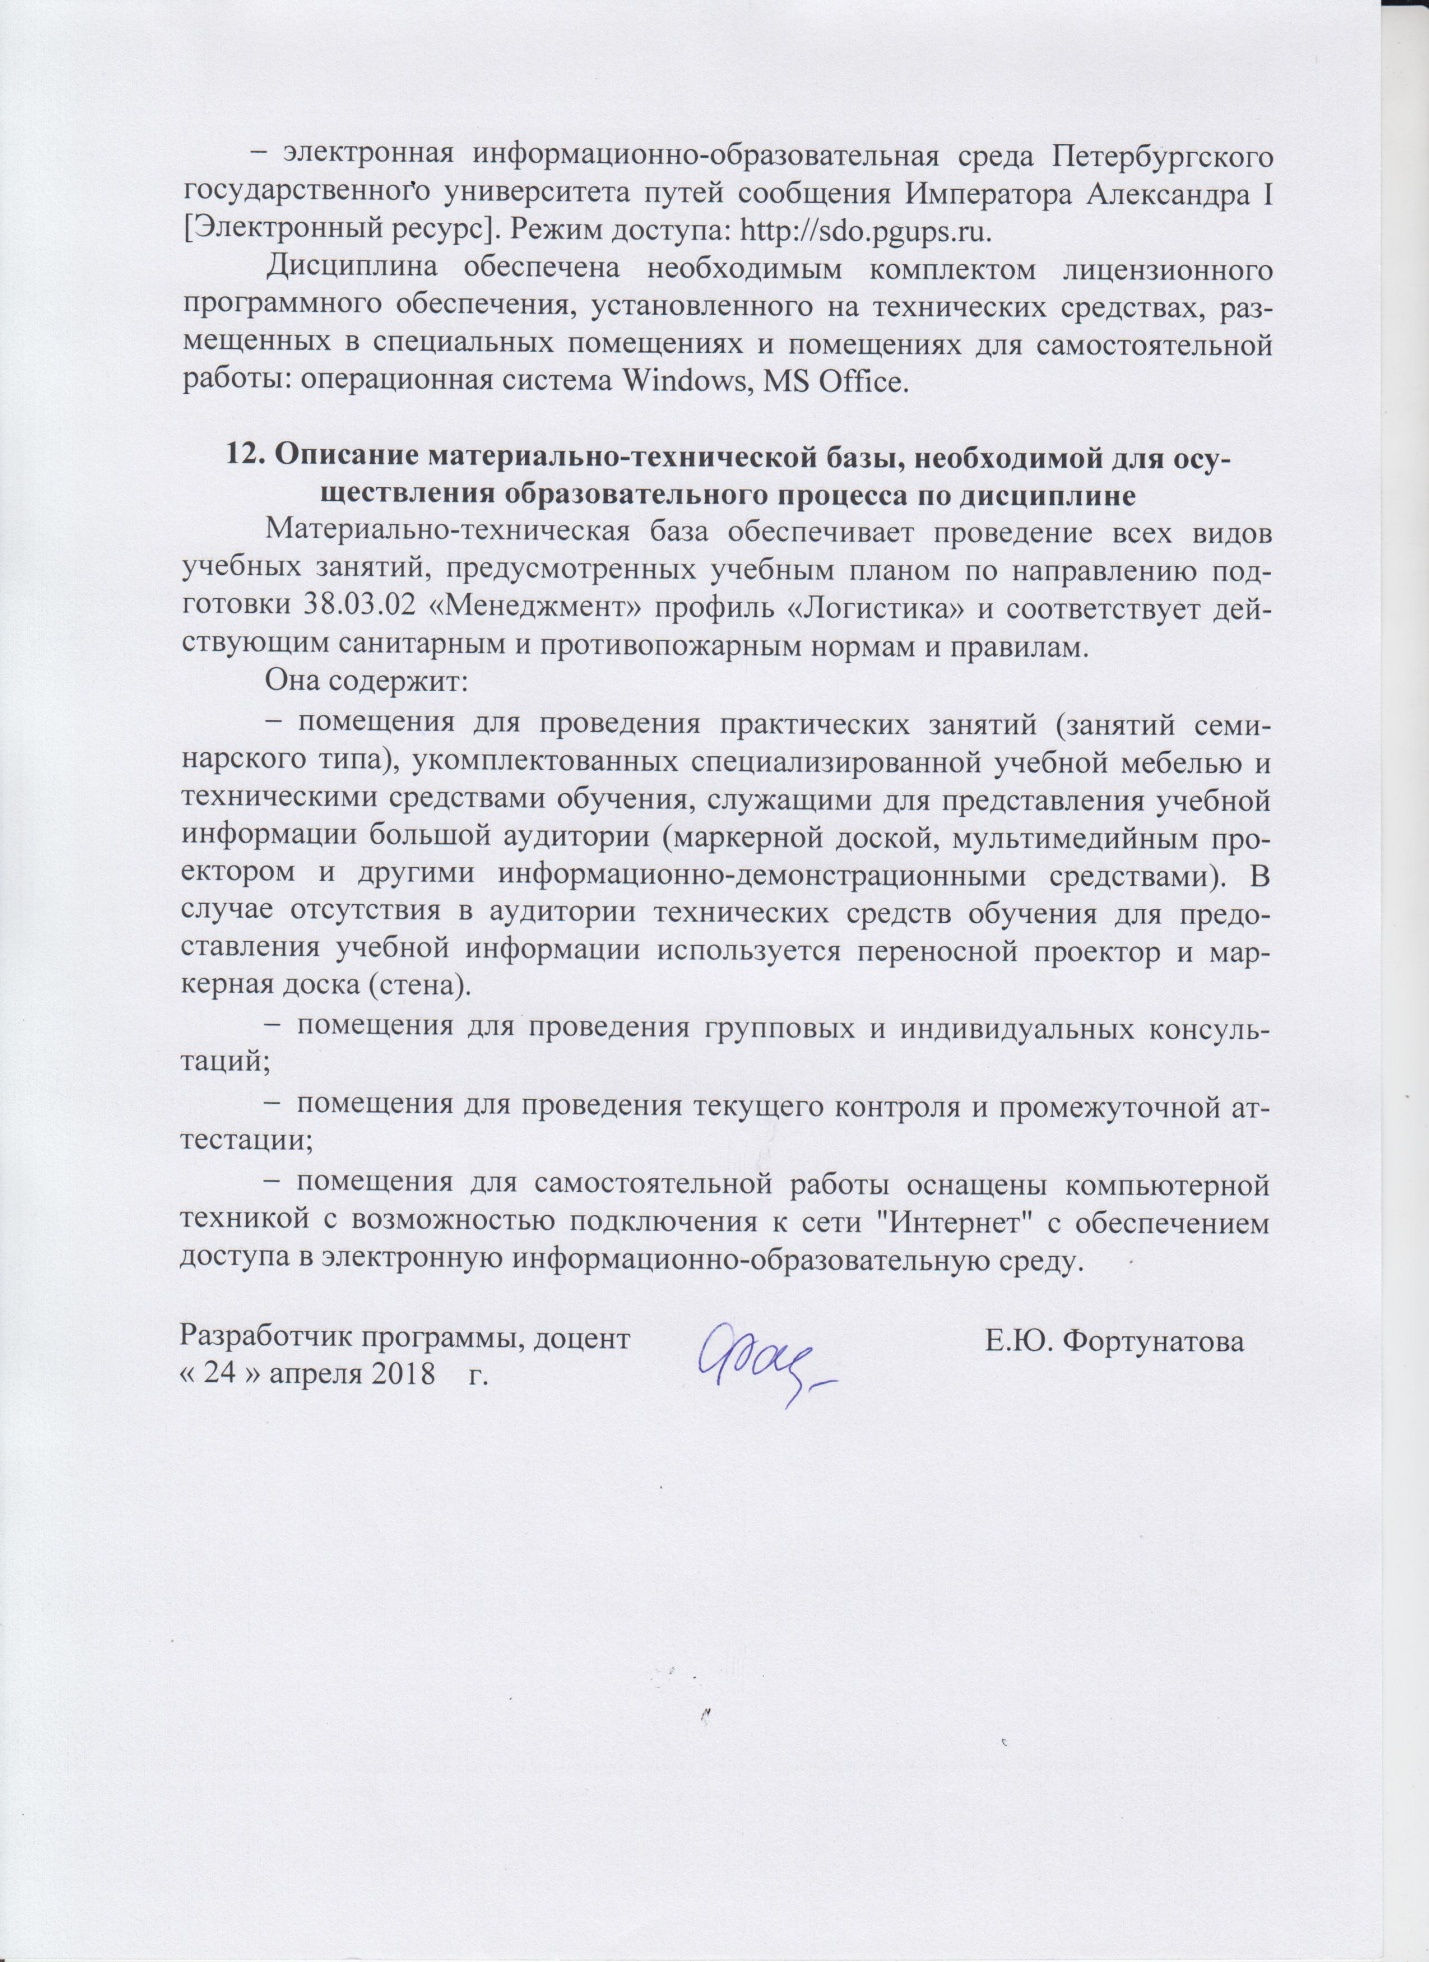 – электронная информационно-образовательная среда Петербургского
государственного университета путей сообщения Императора Александра I
[Электронный ресурс]. Режим доступа: http://sdo.pgups.ru.
Дисциплина обеспечена необходимым комплектом лицензионного
программного обеспечения, установленного на технических средствах, раз-
мещенных в специальных помещениях и помещениях для самостоятельной
работы: операционная система Windows, MS Office.
12. Описание материально-технической базы, необходимой для осу-
ществления образовательного процесса по дисциплине
Материально-техническая база обеспечивает проведение всех видов
учебных занятий, предусмотренных учебным планом по направлению под-
готовки 38.03.02 «Менеджмент» профиль «Логистика» и соответствует дей-
ствующим санитарным и противопожарным нормам и правилам.
Она содержит:
– помещения для проведения практических занятий (занятий семи-
нарского типа), укомплектованных специализированной учебной мебелью и
техническими средствами обучения, служащими для представления учебной
информации большой аудитории (маркерной доской, мультимедийным про-
ектором и другими информационно-демонстрационными средствами). В
случае отсутствия в аудитории технических средств обучения для предо-
ставления учебной информации используется переносной проектор и мар-
керная доска (стена).
– помещения для проведения групповых и индивидуальных консуль-
таций;
– помещения для проведения текущего контроля и промежуточной ат-
тестации;
– помещения для самостоятельной работы оснащены компьютерной
техникой с возможностью подключения к сети "Интернет" с обеспечением
доступа в электронную информационно-образовательную среду.
Разработчик программы, доцент Е.Ю. Фортунатова
« 24 » апреля 2018 г.